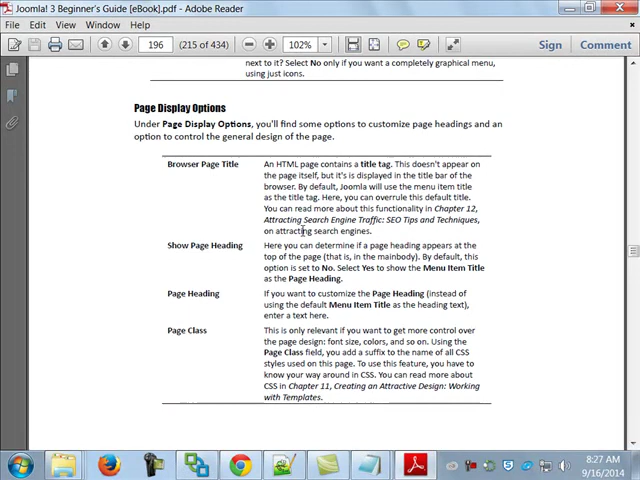 Joomla! 3 Beginner's Guide [eBook].pdf - Adobe Reader
File Edit View Window Help
196 (215 of 434) 102% Sign Comment
next to it? Select No only if you want a completely graphical menu,
using just icons.
Page Display Options
Under Page Display Options, you'll find some options to customize page headings and an
option to control the general design of the page.
Browser Page Title An HTML page contains a title tag. This doesn't appear on
the page itself, but it's is displayed in the title bar of the
browser. By default, Joomla will use the menu item title
as the title tag. Here, you can overrule this default title.
You can read more about this functionality in Chapter 12,
Attracting Search Engine Traffic: SEO Tips and Techniques,
on attracting search engines.
Show Page Heading Here you can determine if a page heading appears at the
top of the page (that is, in the mainbody). By default, this
option is set to No. Select Yes to show the Menu Item Title
as the Page Heading.
Page Heading If you want to customize the Page Heading (instead of
using the default Menu Item Title as the heading text),
enter a text here.
Page Class This is only relevant if you want to get more control over
the page design: font size, colors, and so on. Using the
Page Class field, you add a suffix to the name of all CSS
styles used on this page. To use this feature, you have to
know your way around in CSS. You can read more about
CSS in Chapter 11, Creating an Attractive Design: Working
with Templates.
8:27 AM
9/16/2014